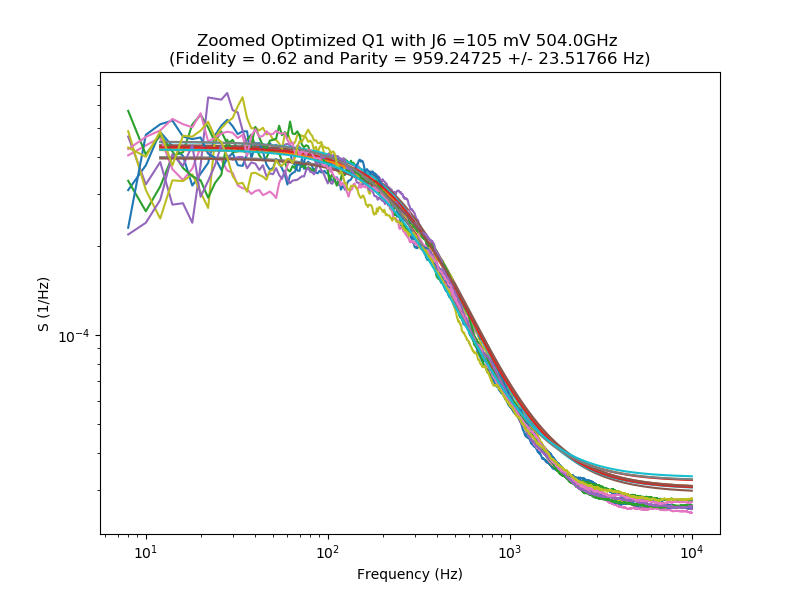 Zoomed Optimized Q1 with J6 =105 mV 504.0GHz
(Fidelity = 0.62 and Parity = 959.24725 +/- 23.51766 Hz)
S (1/Hz)
10⁻⁴
10¹ 10² 10³ 10⁴
Frequency (Hz)